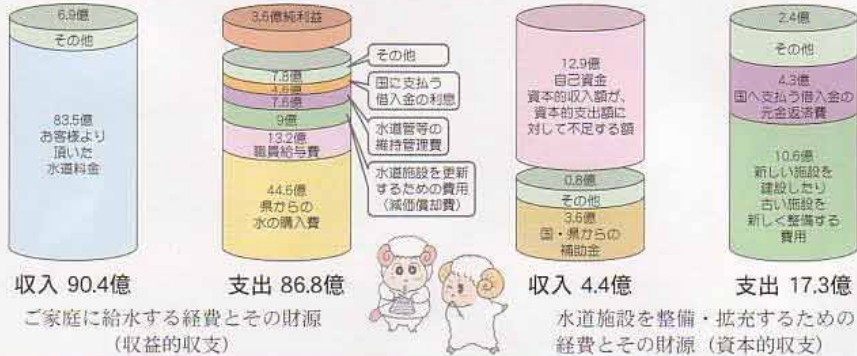 6.9億
その他
83.5億
お客様より
頂いた
水道料金
収入 90.4億
3.6億純利益
7.8億
4.6億
7.6億
9億
13.2億
職員給与費
44.6億
県からの
水の購入費
支出 86.8億
その他
国に支払う
借入金の利息
水道管等の
維持管理費
水道施設を更新
するための費用
（減価償却費）
ご家庭に給水する経費とその財源
（収益的収支）
12.9億
自己資金
資本的収入額が、
資本的支出額に
対して不足する額
0.8億
その他
3.6億
国・県からの
補助金
収入 4.4億
2.4億
その他
4.3億
国へ支払う借入金の
元金返済費
10.6億
新しい施設を
建設したり
古い施設を
新しく整備する
費用
支出 17.3億
水道施設を整備・拡充するための
経費とその財源（資本的収支）